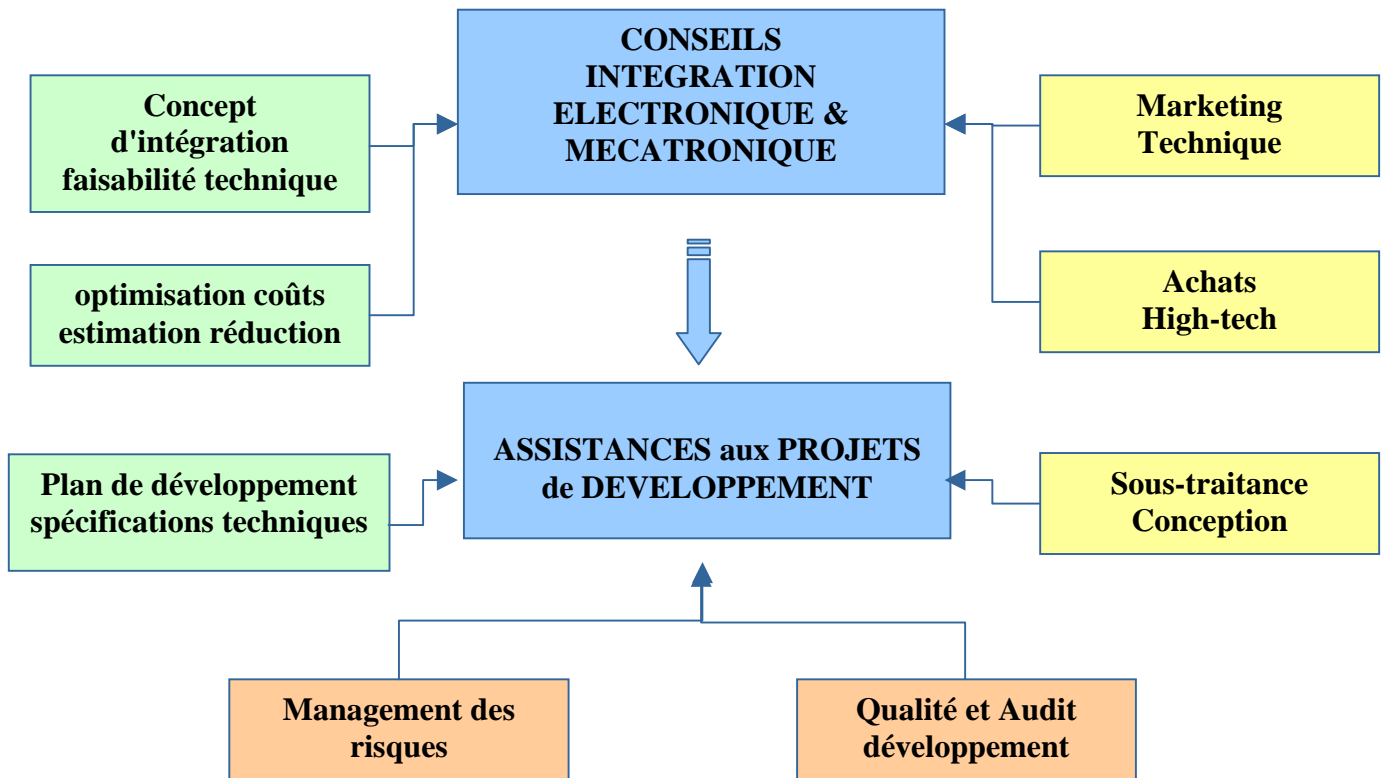 CONSEILS
INTEGRATION
ELECTRONIQUE &
MECATRONIQUE
Concept
d'intégration
faisabilité technique
Marketing
Technique
optimisation coûts
estimation réduction
Achats
High-tech
ASSISTANCES aux PROJETS
de DEVELOPPEMENT
Plan de développement
spécifications techniques
Sous-traitance
Conception
Management des
risques
Qualité et Audit
développement